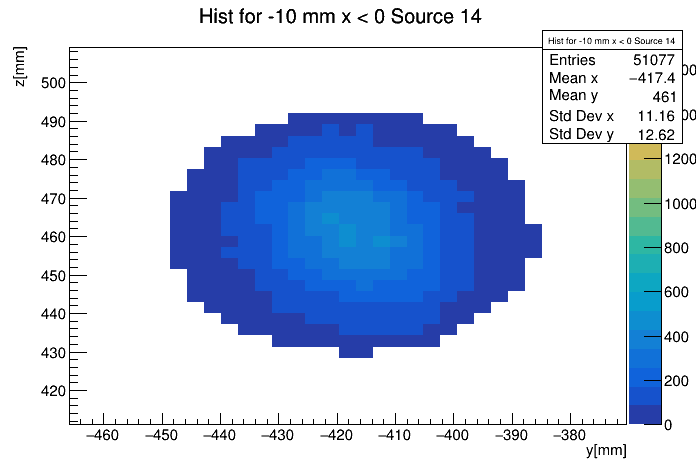 Hist for -10 mm x < 0 Source 14
z[mm]
Hist for -10 mm x < 0 Source 14
Entries 51077
Mean x −417.4
Mean y 461
Std Dev x 11.16
Std Dev y 12.62
500
490
480
470
460
450
440
430
420
−460 −450 −440 −430 −420 −410 −400 −390 −380
y[mm]
1200
1000
800
600
400
200
0